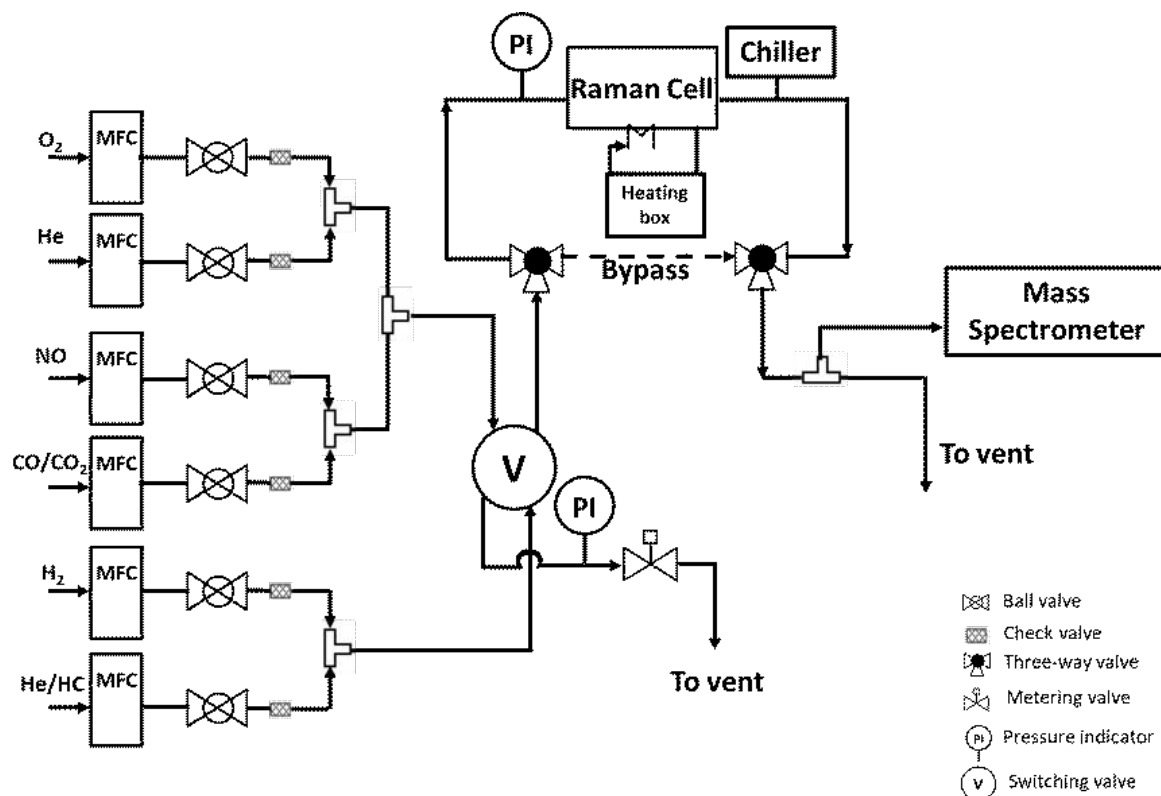 PI
Raman Cell
Chiller
O2
MFC
Heating
box
He
MFC
Bypass
Mass
Spectrometer
NO
MFC
CO/CO2
MFC
V
To vent
PI
H2
MFC
He/HC
MFC
To vent
Ball valve
Check valve
Three-way valve
Metering valve
PI Pressure indicator
V Switching valve